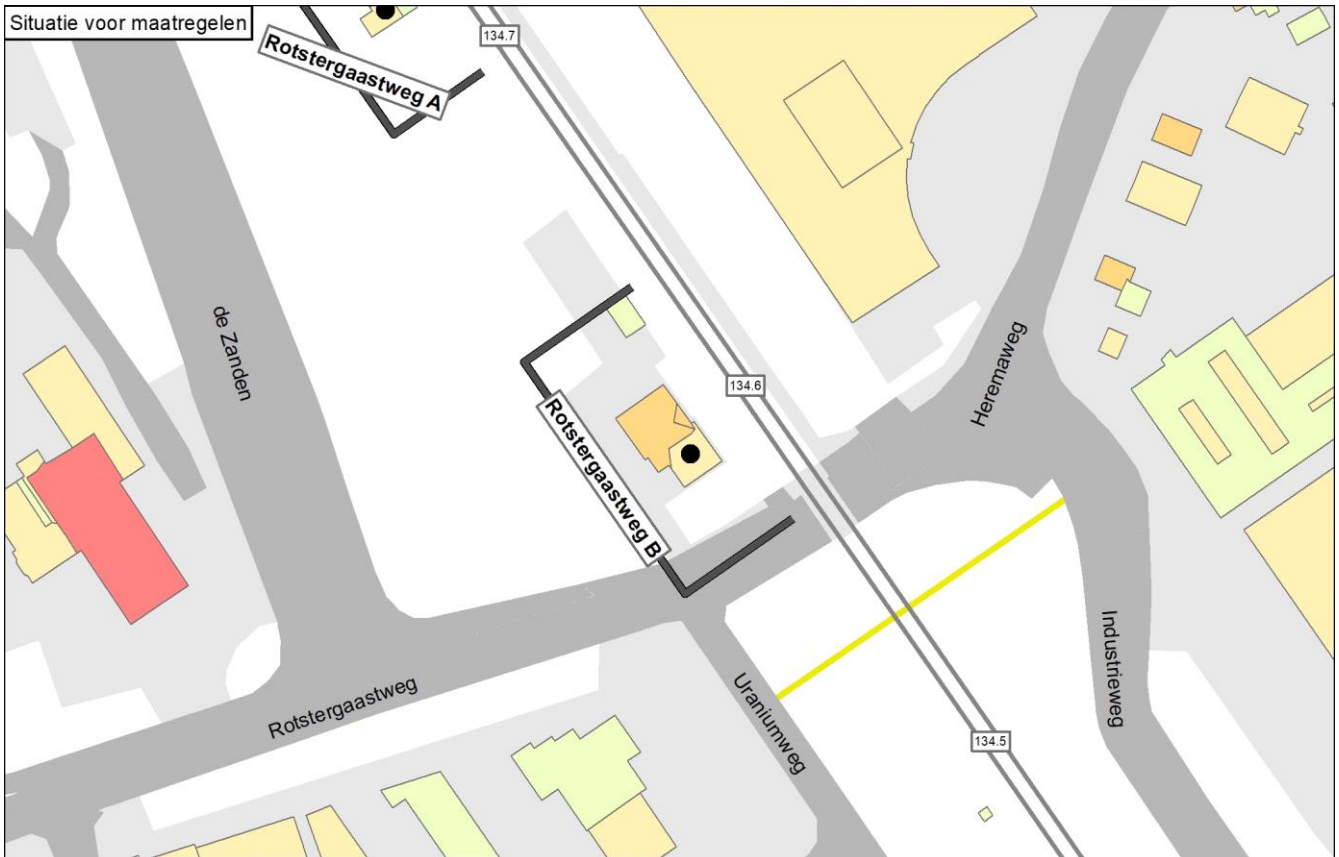 Situatie voor maatregelen
134.7
Rotstergaastweg A
de Zanden
134.6
Heremaweg
Rotstergaastweg B
Industrieweg
Rotstergaastweg
Uraniumweg
134.5